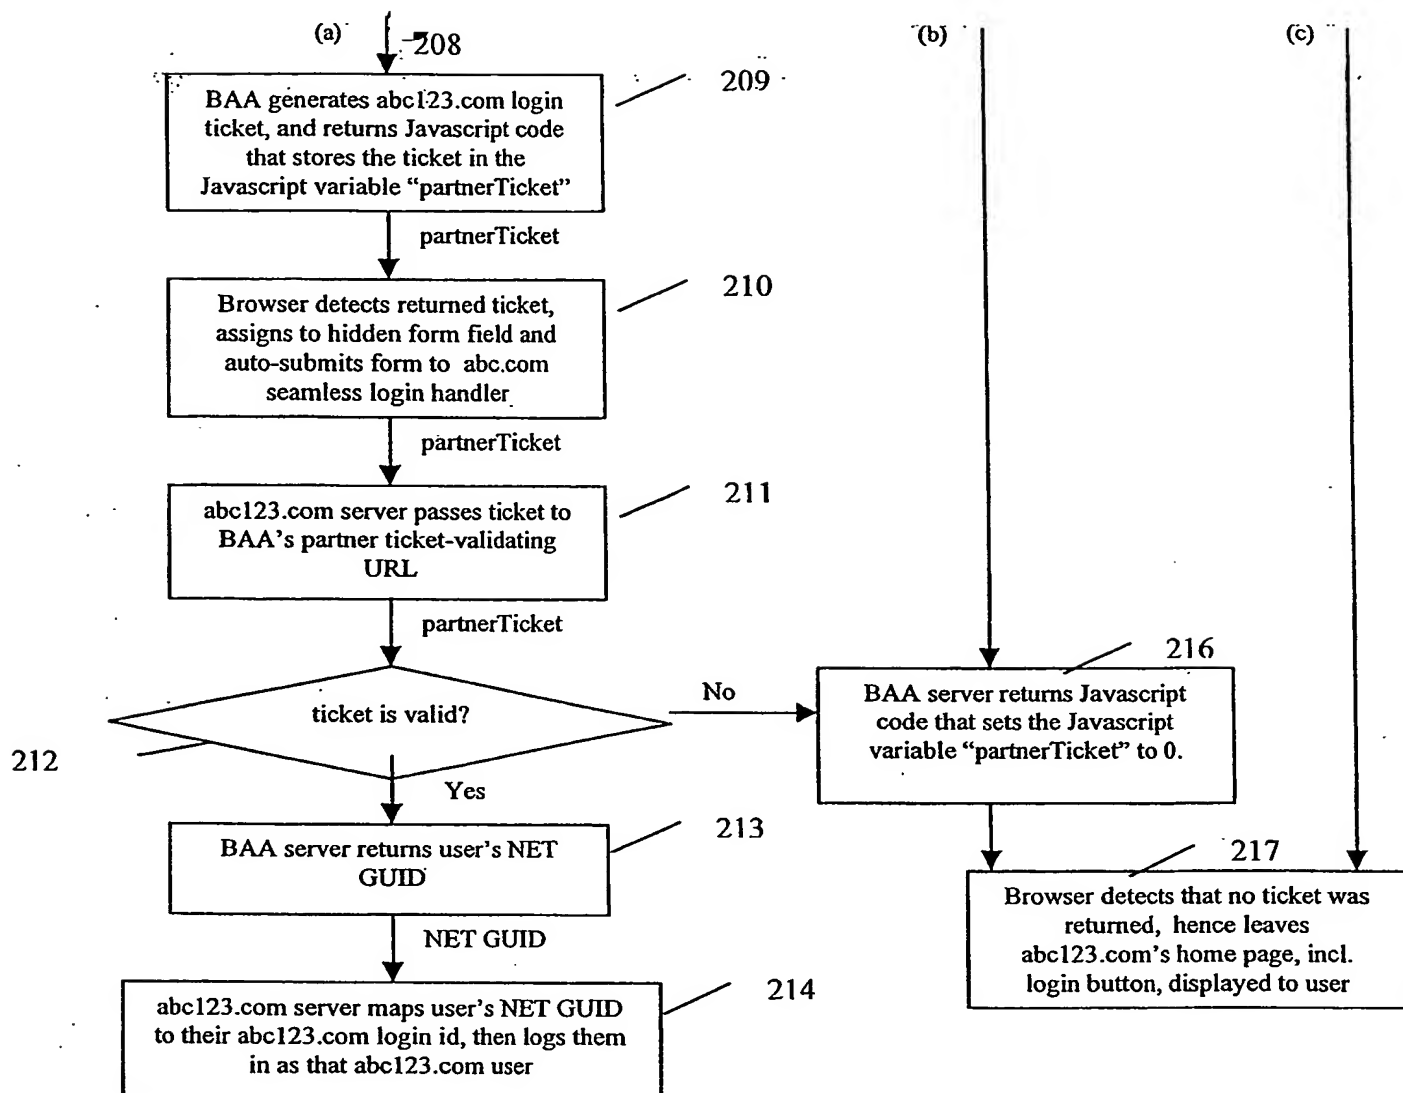 (a)
208
(b)
(c)
209
BAA generates abc123.com login
ticket, and returns Javascript code
that stores the ticket in the
Javascript variable “partnerTicket”
partnerTicket
210
Browser detects returned ticket,
assigns to hidden form field and
auto-submits form to abc.com
seamless login handler
partnerTicket
211
abc123.com server passes ticket to
BAA’s partner ticket-validating
URL
partnerTicket
ticket is valid?
212
No
Yes
216
BAA server returns Javascript
code that sets the Javascript
variable “partnerTicket” to 0.
213
BAA server returns user’s NET
GUID
NET GUID
217
Browser detects that no ticket was
returned, hence leaves
abc123.com’s home page, incl.
login button, displayed to user
214
abc123.com server maps user’s NET GUID
to their abc123.com login id, then logs them
in as that abc123.com user